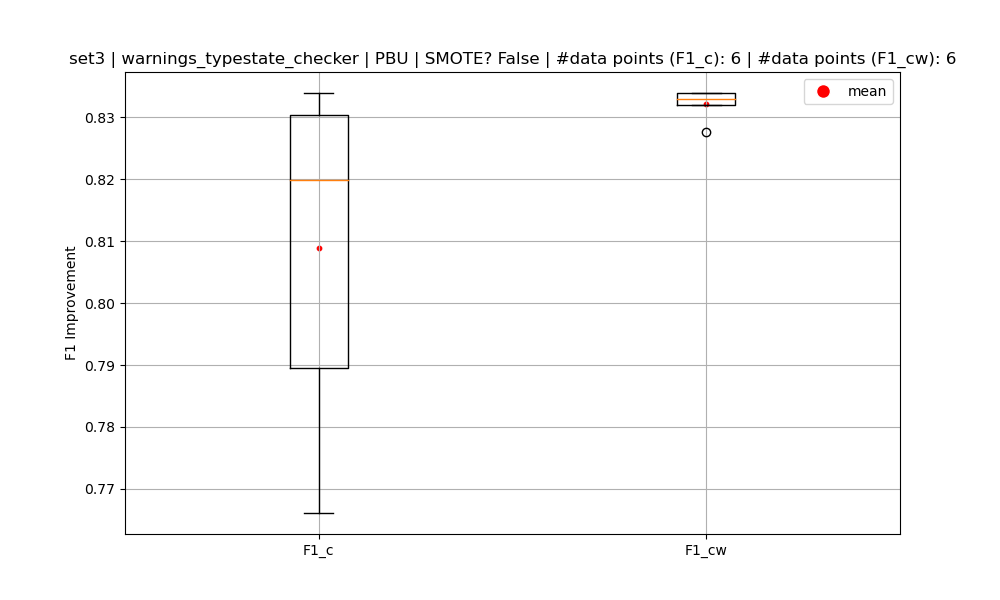 set3 | warnings_typestate_checker | PBU | SMOTE? False | #data points (F1_c): 6 | #data points (F1_cw): 6
mean
F1 Improvement
0.83
0.82
0.81
0.80
0.79
0.78
0.77
F1_c
F1_cw